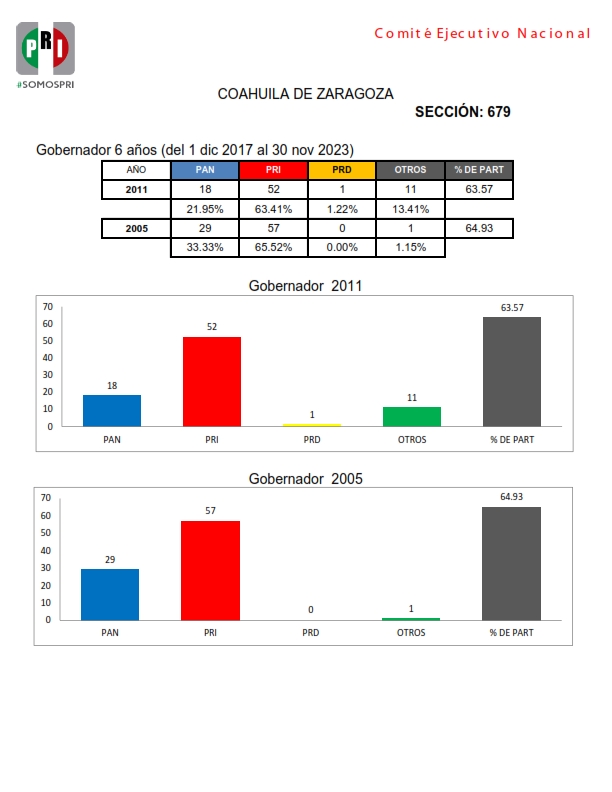 Comité Ejecutivo Nacional
PRI
#SOMOSPRI
COAHUILA DE ZARAGOZA
SECCIÓN: 679
Gobernador 6 años (del 1 dic 2017 al 30 nov 2023)
AÑO PAN PRI PRD OTROS % DE PART
2011 18 52 1 11 63.57
21.95% 63.41% 1.22% 13.41%
2005 29 57 0 1 64.93
33.33% 65.52% 0.00% 1.15%
Gobernador 2011
70
60
50
40
30
20
10
0
18
52
1
11
63.57
PAN PRI PRD OTROS % DE PART
Gobernador 2005
70
60
50
40
30
20
10
0
29
57
0
1
64.93
PAN PRI PRD OTROS % DE PART